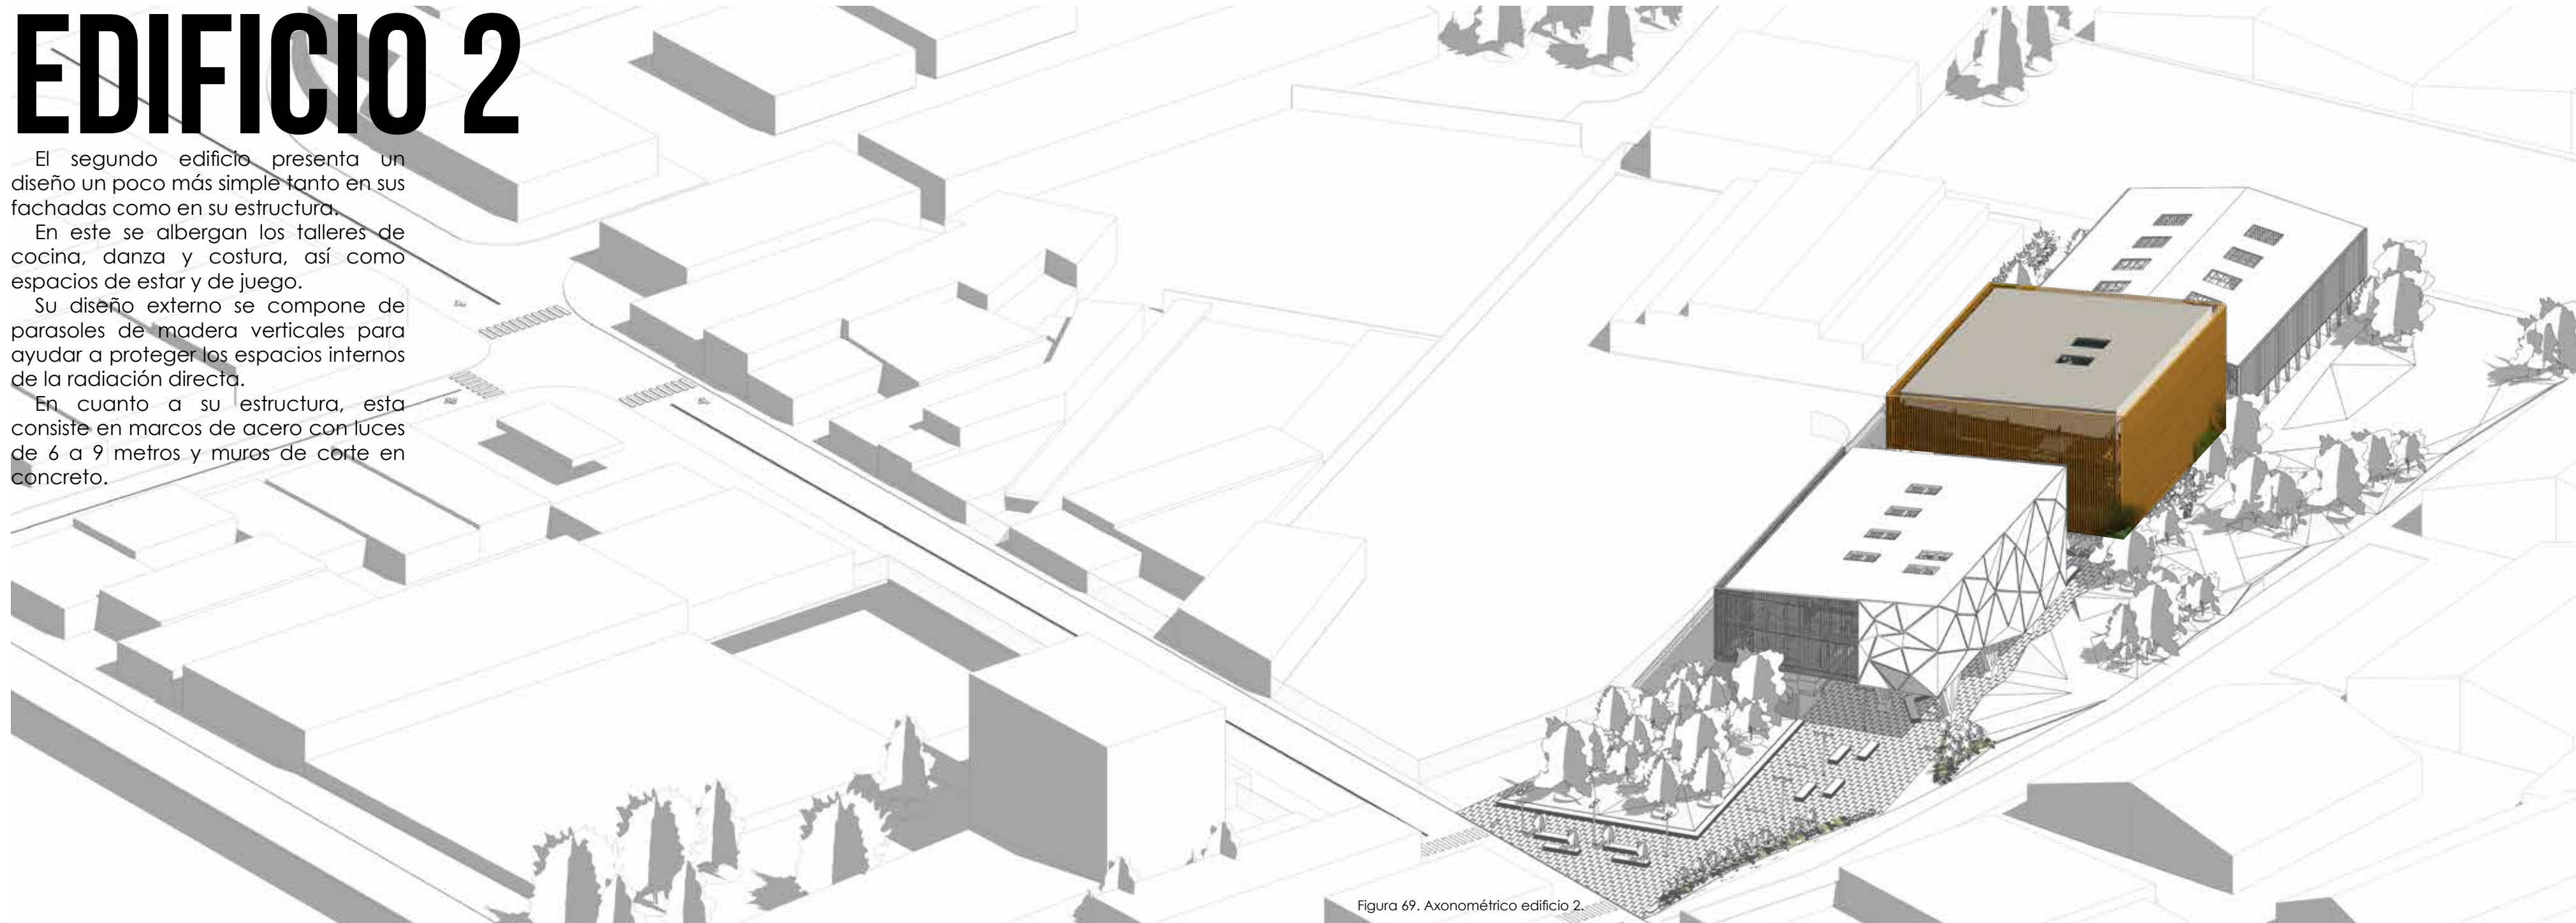 EDIFICIO 2
El segundo edificio presenta un
diseño un poco más simple tanto en sus
fachadas como en su estructura.
En este se albergan los talleres de
cocina, danza y costura, así como
espacios de estar y de juego.
Su diseño externo se compone de
parasoles de madera verticales para
ayudar a proteger los espacios internos
de la radiación directa.
En cuanto a su estructura, esta
consiste en marcos de acero con luces
de 6 a 9 metros y muros de corte en
concreto.
Figura 69. Axonométrico edificio 2.